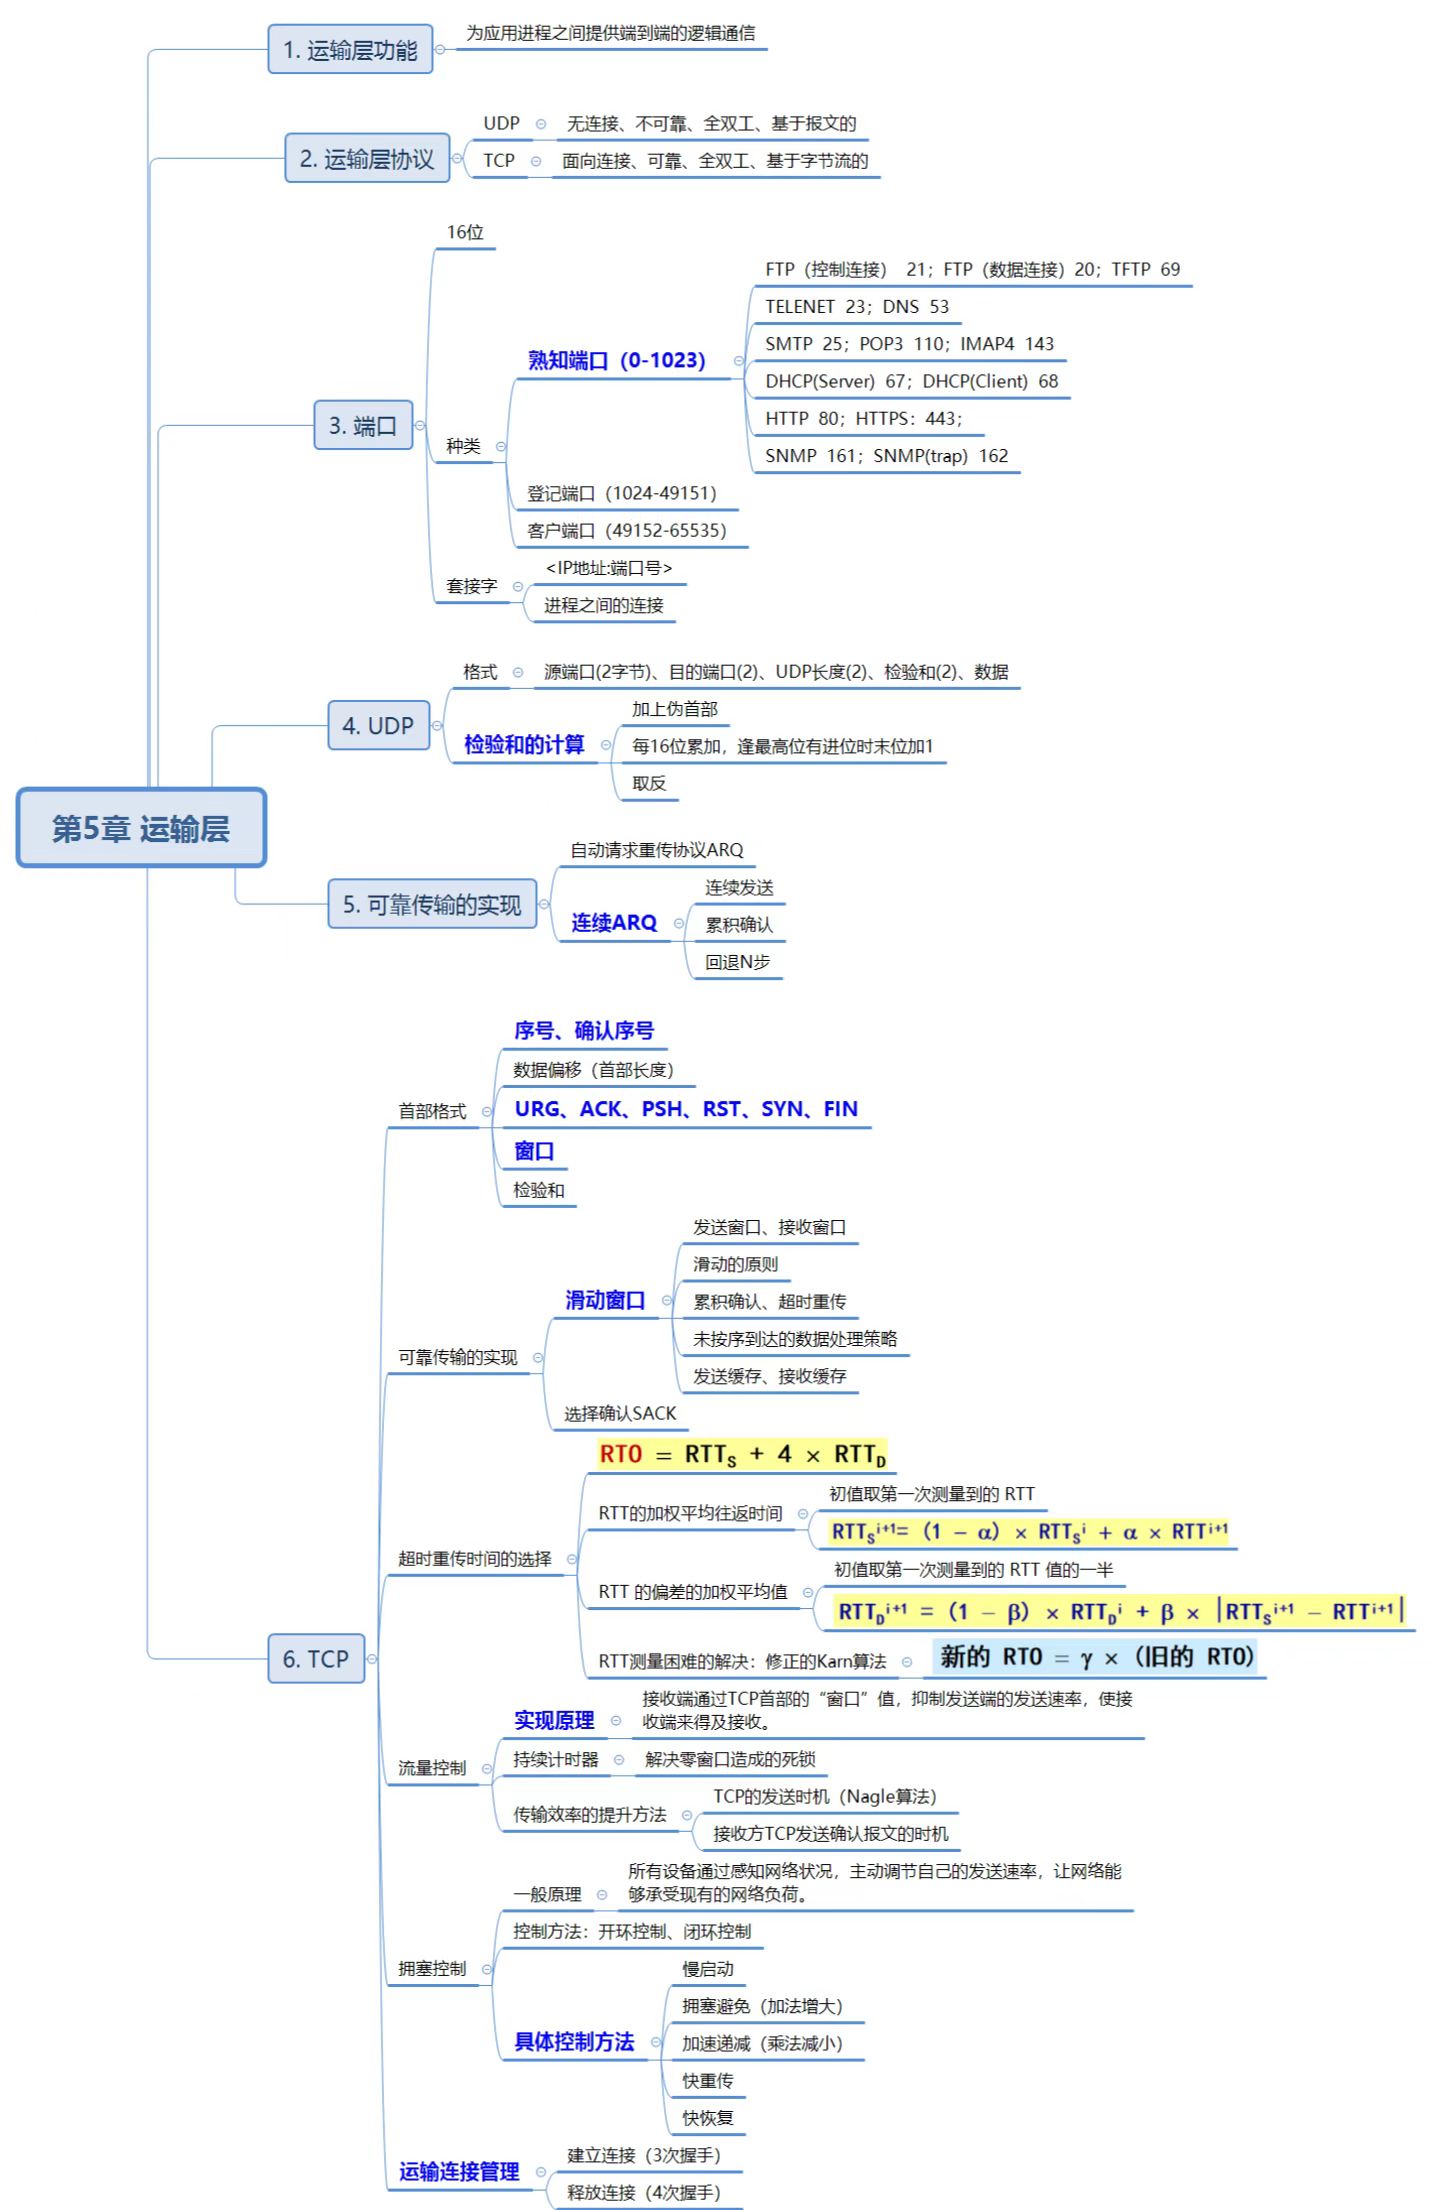 1. 运输层功能
为应用进程之间提供端到端的逻辑通信
2. 运输层协议
UDP
无连接、不可靠、全双工、基于报文的
TCP
面向连接、可靠、全双工、基于字节流的
3. 端口
16位
种类
熟知端口（0-1023）
FTP（控制连接） 21；FTP（数据连接）20；TFTP 69
TELENET 23；DNS 53
SMTP 25；POP3 110；IMAP4 143
DHCP(Server) 67；DHCP(Client) 68
HTTP 80；HTTPS：443；
SNMP 161；SNMP(trap) 162
登记端口（1024-49151）
客户端口（49152-65535）
套接字
<IP地址:端口号>
进程之间的连接
4. UDP
格式
源端口(2字节)、目的端口(2)、UDP长度(2)、检验和(2)、数据
检验和的计算
加上伪首部
每16位累加，逢最高位有进位时末位加1
取反
第5章 运输层
5. 可靠传输的实现
自动请求重传协议ARQ
连续ARQ
连续发送
累积确认
回退N步
6. TCP
首部格式
序号、确认序号
数据偏移（首部长度）
URG、ACK、PSH、RST、SYN、FIN
窗口
检验和
可靠传输的实现
滑动窗口
发送窗口、接收窗口
滑动的原则
累积确认、超时重传
未按序到达的数据处理策略
发送缓存、接收缓存
选择确认SACK
超时重传时间的选择
RTO = RTTS + 4 × RTTD
RTT的加权平均往返时间
初值取第一次测量到的 RTT
RTTSi+1= (1 − α) × RTTSi + α × RTTi+1
RTT 的偏差的加权平均值
初值取第一次测量到的 RTT 值的一半
RTTDi+1 = (1 − β) × RTTDi + β × |RTTSi+1 − RTTi+1|
RTT测量困难的解决：修正的Karn算法
新的 RTO = γ × (旧的 RTO)
流量控制
实现原理
接收端通过TCP首部的“窗口”值，抑制发送端的发送速率，使接
收端来得及接收。
持续计时器
解决零窗口造成的死锁
传输效率的提升方法
TCP的发送时机（Nagle算法）
接收方TCP发送确认报文的时机
拥塞控制
一般原理
所有设备通过感知网络状况，主动调节自己的发送速率，让网络能
够承受现有的网络负荷。
控制方法：开环控制、闭环控制
具体控制方法
慢启动
拥塞避免（加法增大）
加速递减（乘法减小）
快重传
快恢复
运输连接管理
建立连接（3次握手）
释放连接（4次握手）